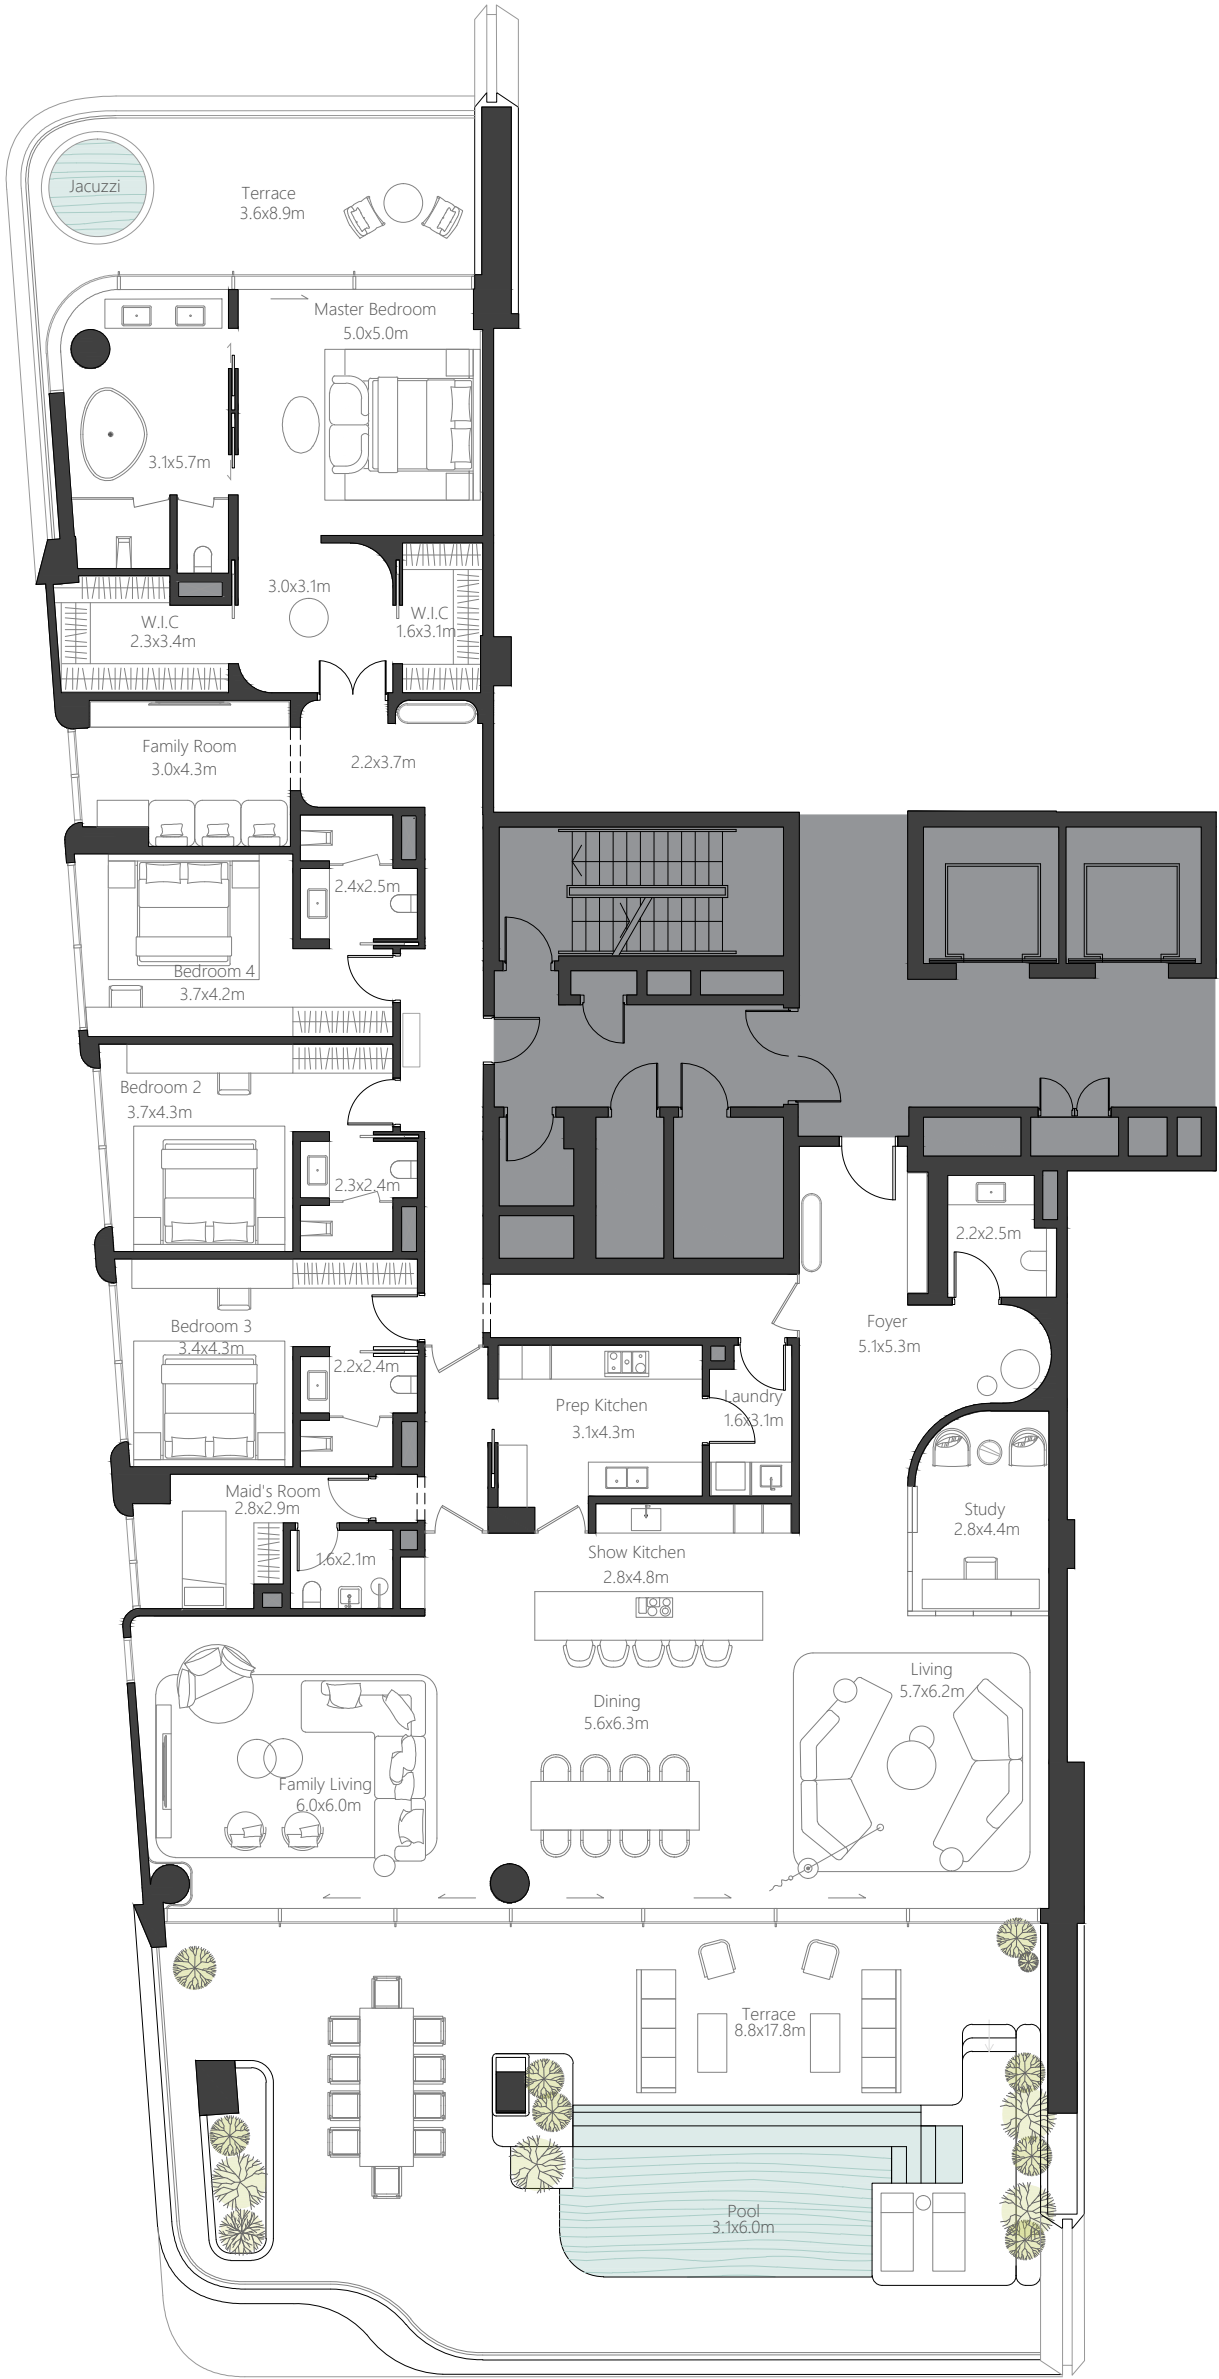 Jacuzzi
Terrace
3.6x8.9m
Master Bedroom
5.0x5.0m
3.1x5.7m
3.0x3.1m
W.I.C
2.3x3.4m
W.I.C
1.6x3.1m
Family Room
3.0x4.3m
2.2x3.7m
2.4x2.5m
Bedroom 4
3.7x4.2m
Bedroom 2
3.7x4.3m
2.3x2.4m
2.2x2.5m
Foyer
5.1x5.3m
Bedroom 3
3.4x4.3m
2.2x2.4m
Prep Kitchen
3.1x4.3m
Laundry
1.6x3.1m
Maid's Room
2.8x2.9m
1.6x2.1m
Study
2.8x4.4m
Show Kitchen
2.8x4.8m
Living
5.7x6.2m
Dining
5.6x6.3m
Family Living
6.0x6.0m
Terrace
8.8x17.8m
Pool
3.1x6.0m